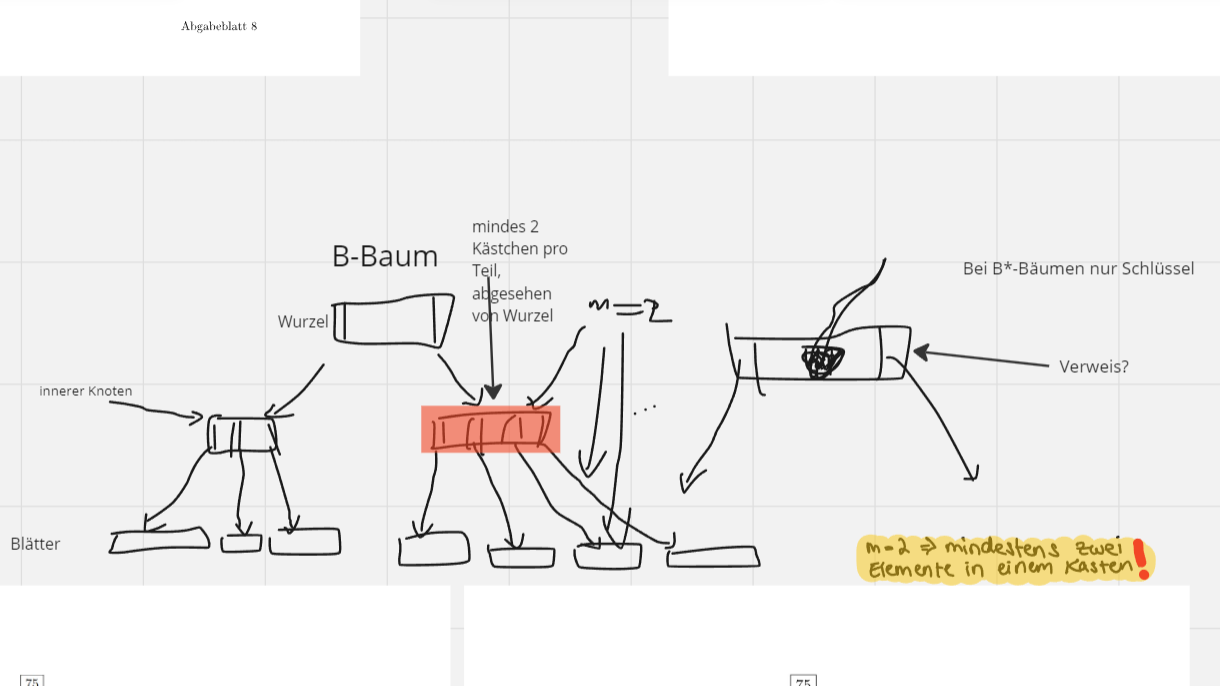 Abgabeblatt 8
mindes 2
Kästchen pro
Teil,
abgesehen
von Wurzel
B-Baum
Bei B*-Bäumen nur Schlüssel
m=2
Wurzel
Verweis?
innerer Knoten
...
Blätter
m=2 => mindestens zwei
Elemente in einem Kasten!
75
75